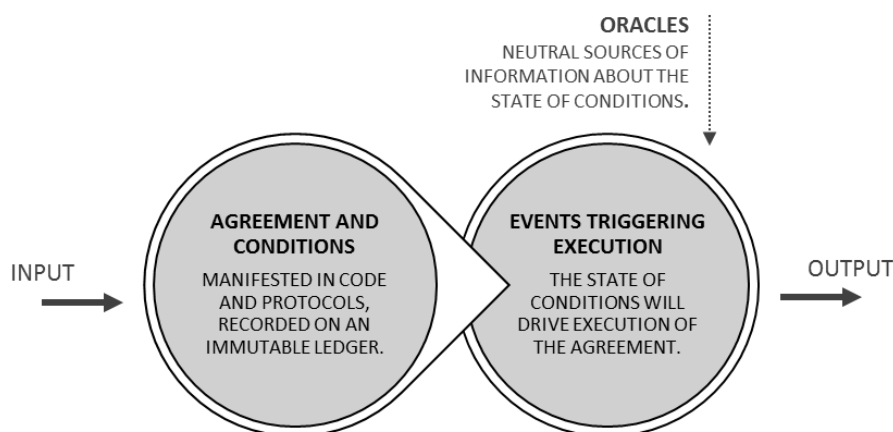 ORACLES
NEUTRAL SOURCES OF
INFORMATION ABOUT THE
STATE OF CONDITIONS.
INPUT
AGREEMENT AND
CONDITIONS
MANIFESTED IN CODE
AND PROTOCOLS,
RECORDED ON AN
IMMUTABLE LEDGER.
EVENTS TRIGGERING
EXECUTION
THE STATE OF
CONDITIONS WILL
DRIVE EXECUTION OF
THE AGREEMENT.
OUTPUT